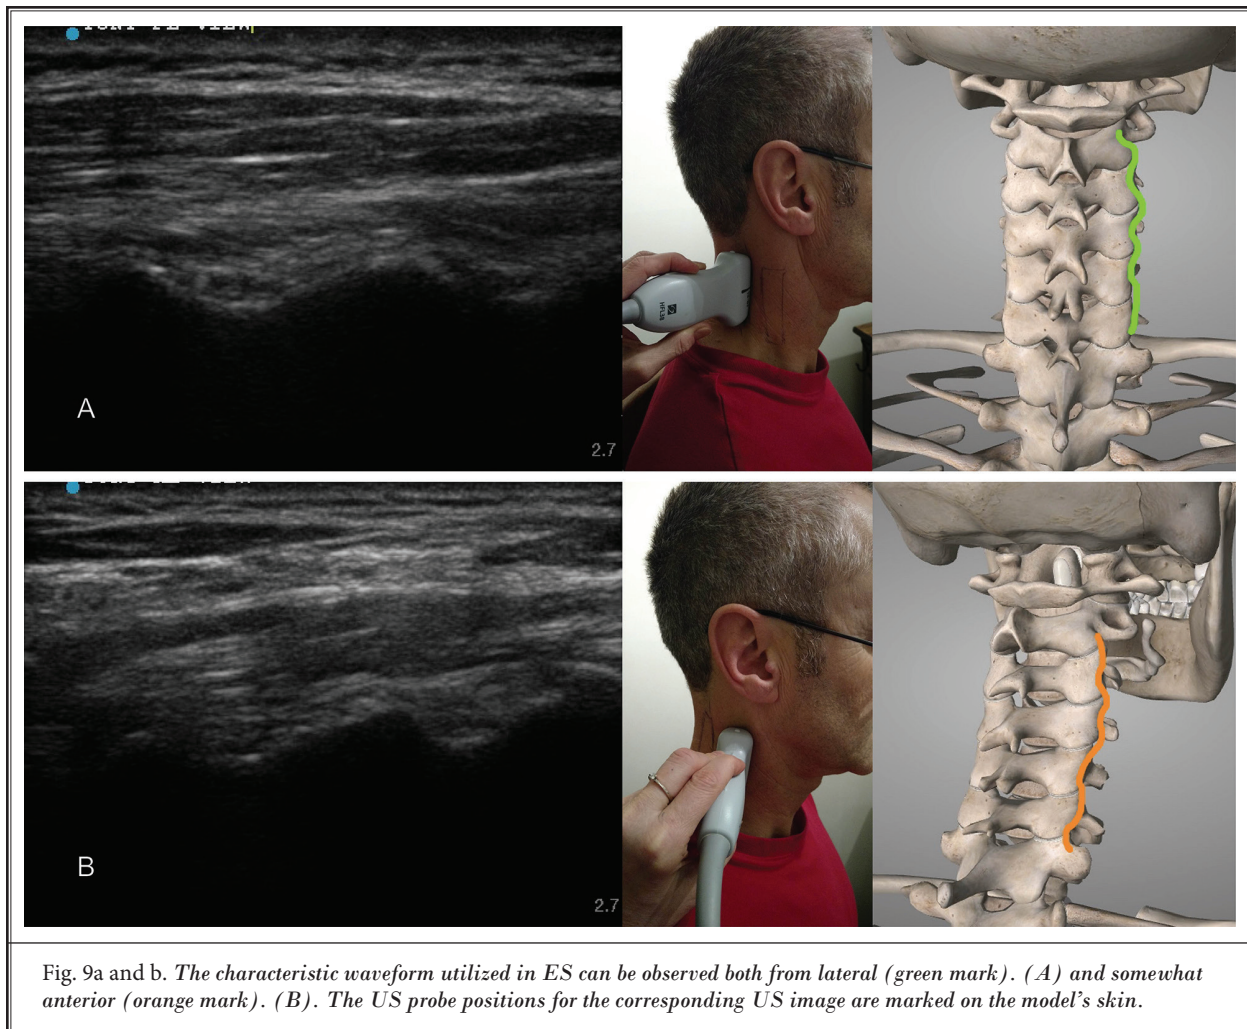 A
2.7
B
2.7
Fig. 9a and b. The characteristic waveform utilized in ES can be observed both from lateral (green mark). (A) and somewhat
anterior (orange mark). (B). The US probe positions for the corresponding US image are marked on the model's skin.